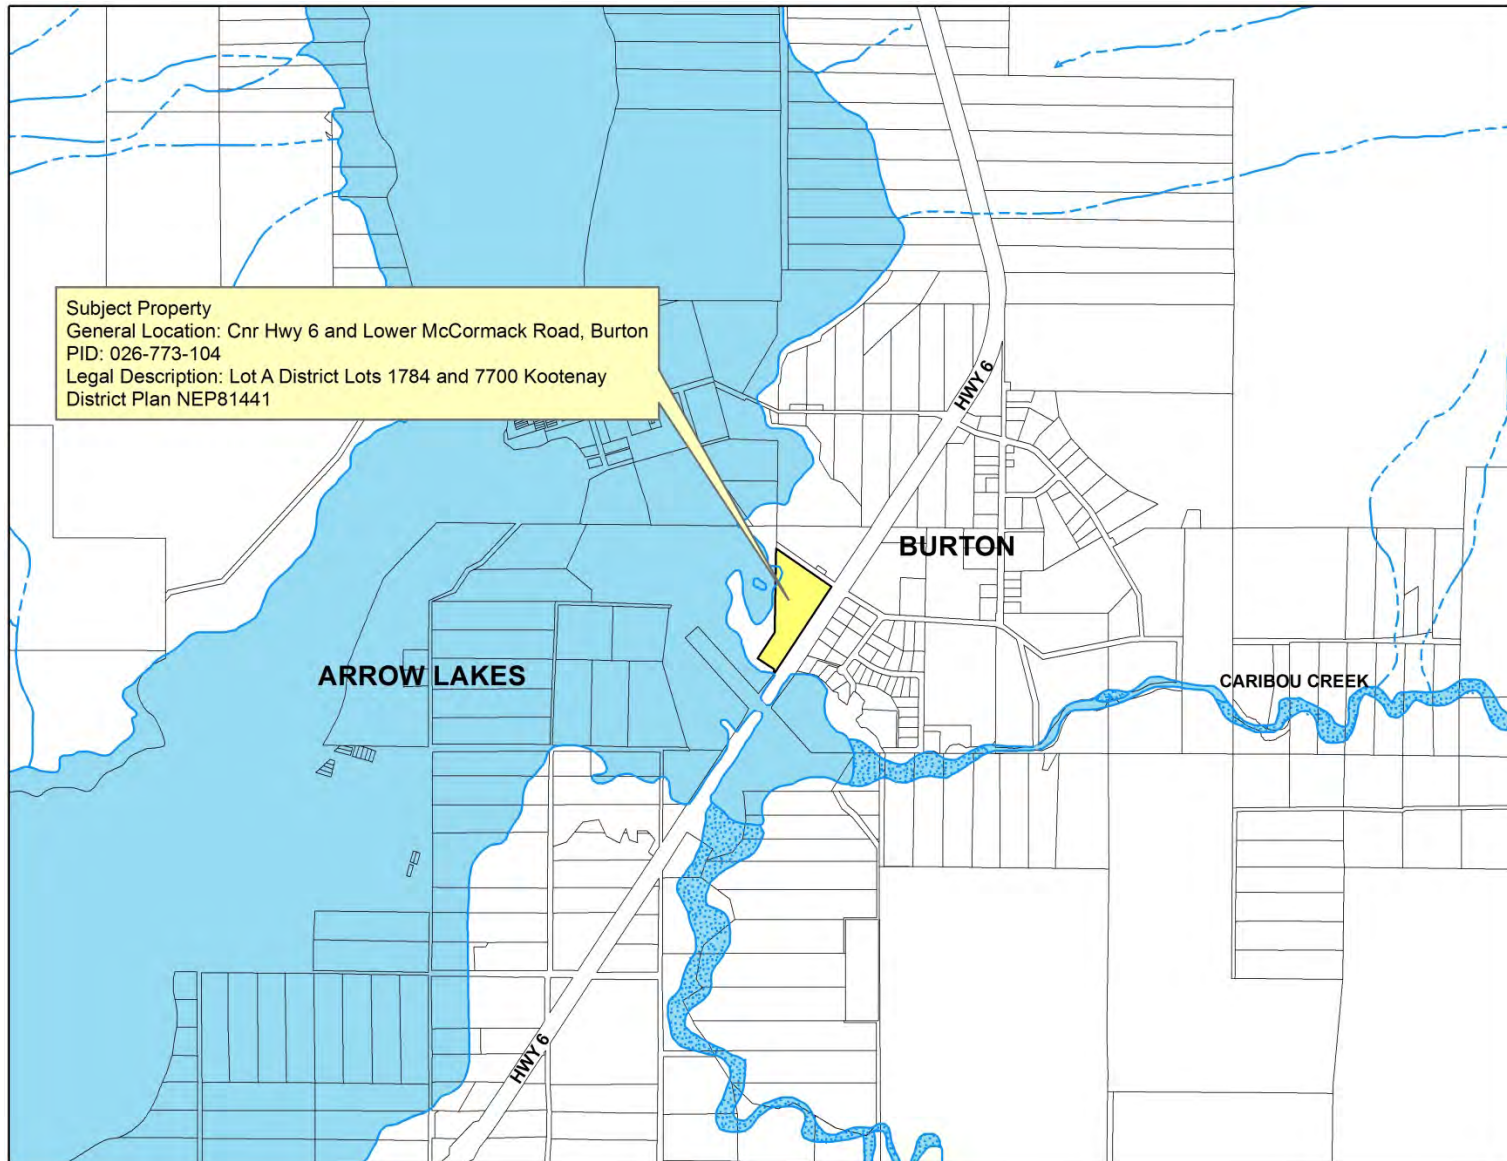 Subject Property
General Location: Cnr Hwy 6 and Lower McCormack Road, Burton
PID: 026-773-104
Legal Description: Lot A District Lots 1784 and 7700 Kootenay
District Plan NEP81441
HWY 6
BURTON
ARROW LAKES
CARIBOU CREEK
HWY 6